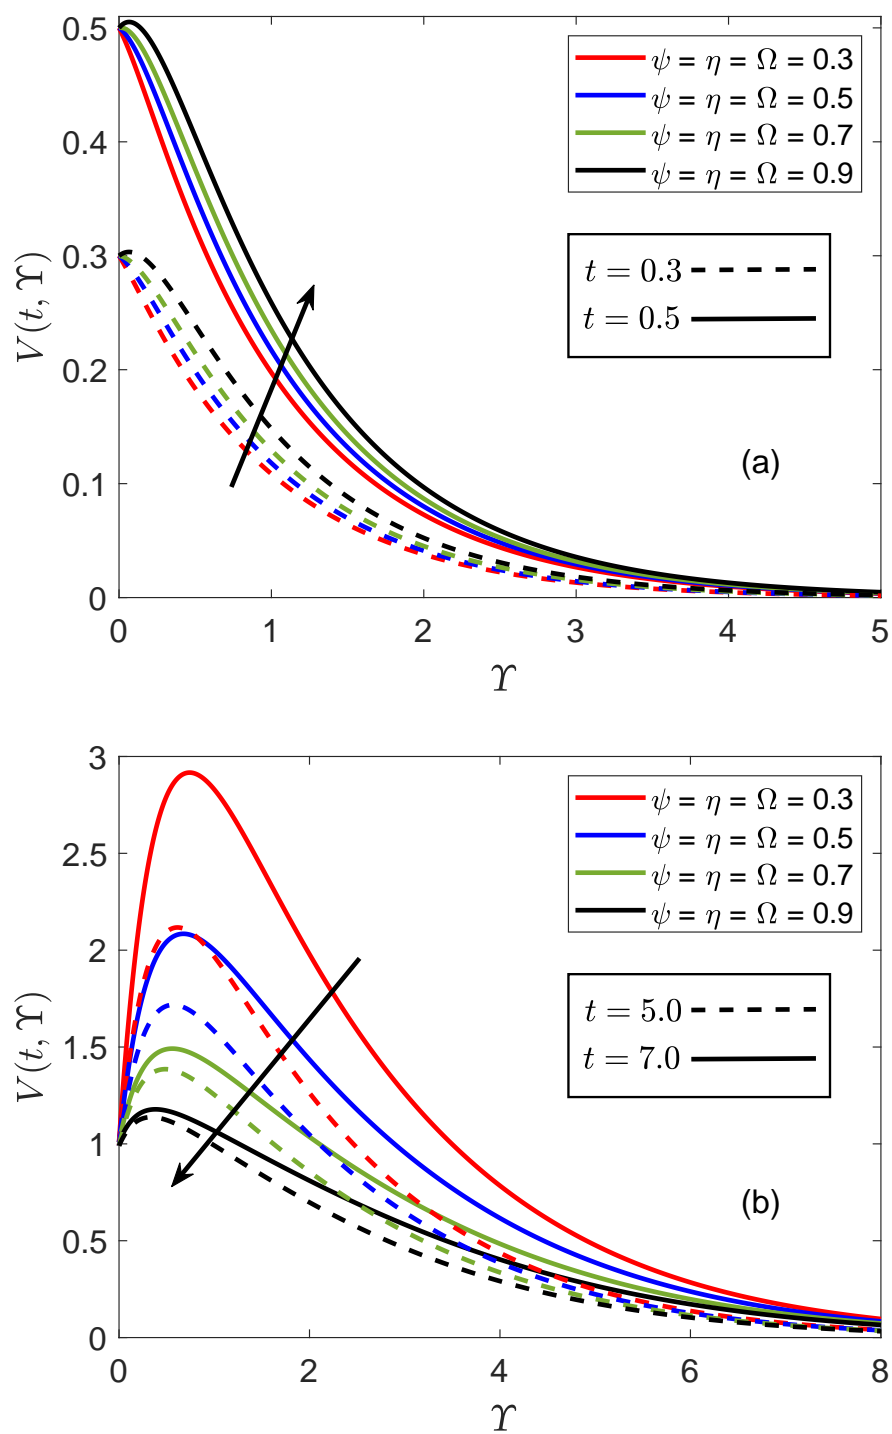 0.5
0.4
0.3
0.2
0.1
0
V(t, ϒ)
ψ = η = Ω = 0.3
ψ = η = Ω = 0.5
ψ = η = Ω = 0.7
ψ = η = Ω = 0.9
t = 0.3
t = 0.5
(a)
0 1 2 3 4 5
ϒ
3
2.5
2
1.5
1
0.5
0
V(t, ϒ)
ψ = η = Ω = 0.3
ψ = η = Ω = 0.5
ψ = η = Ω = 0.7
ψ = η = Ω = 0.9
t = 5.0
t = 7.0
(b)
0 2 4 6 8
ϒ